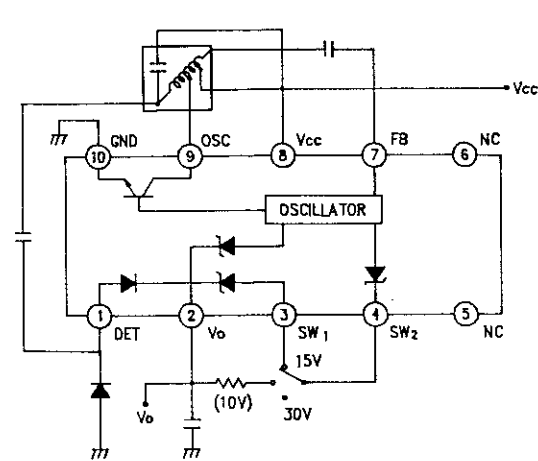 Vcc
GND OSC Vcc FB NC
10 9 8 7 6
OSCILLATOR
1 2 3 4 5
DET Vo SW1 SW2 NC
15V
Vo (10V) 30V